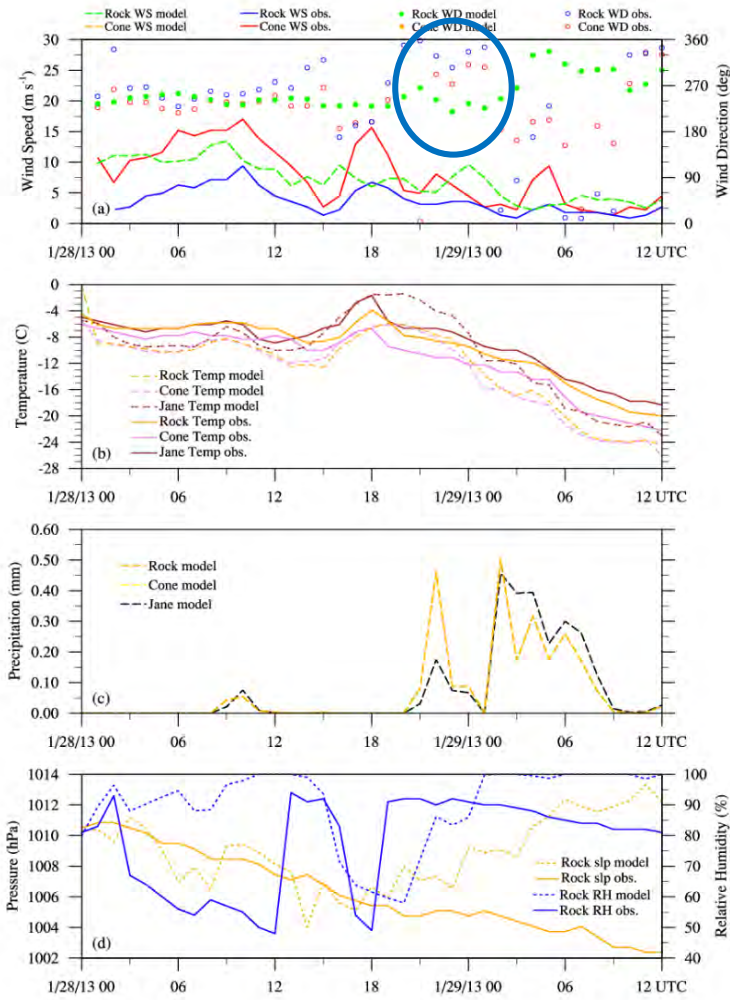 Rock WS model Rock WS obs. Rock WD model Rock WD obs.
Cone WS model Cone WS obs. Cone WD model Cone WD obs.
30 360
25
20 270
15 180
10
5 90
0 0
Wind Speed (m s⁻¹)
Wind Direction (deg)
(a)
1/28/13 00 06 12 18 1/29/13 00 06 12 UTC
0
-4
-8
-12
-16
-20
-24
-28
Temperature (C)
Rock Temp model
Cone Temp model
Jane Temp model
Rock Temp obs.
Cone Temp obs.
Jane Temp obs.
(b)
1/28/13 00 06 12 18 1/29/13 00 06 12 UTC
0.60
0.50
0.40
0.30
0.20
0.10
0.00
Precipitation (mm)
Rock model
Cone model
Jane model
(c)
1/28/13 00 06 12 18 1/29/13 00 06 12 UTC
1014 100
1012 90
1010 80
1008 70
1006 60
1004 50
1002 40
Pressure (hPa)
Relative Humidity (%)
Rock slp model
Rock slp obs.
Rock RH model
Rock RH obs.
(d)
1/28/13 00 06 12 18 1/29/13 00 06 12 UTC